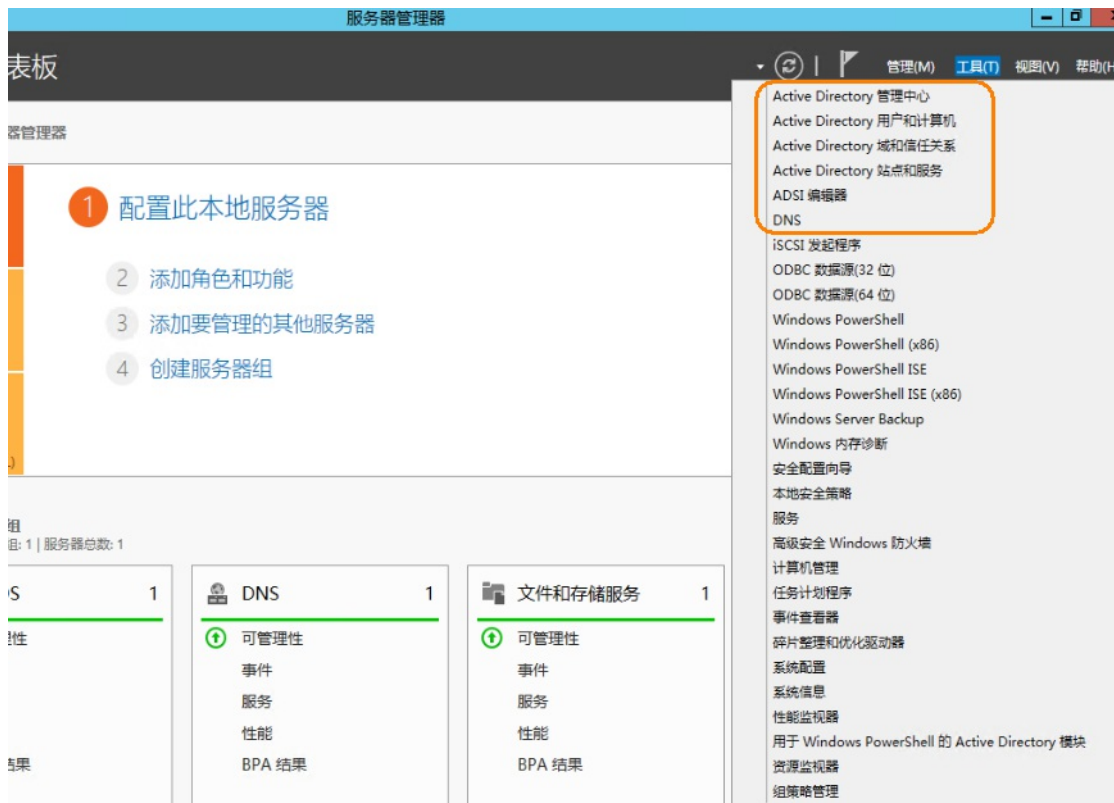 服务器管理器
表板
管理(M) 工具(T) 视图(V) 帮助(H
器管理器
1 配置此本地服务器
2 添加角色和功能
3 添加要管理的其他服务器
4 创建服务器组
组
组: 1 | 服务器总数: 1
DS 1
理性
结果
DNS 1
可管理性
事件
服务
性能
BPA 结果
文件和存储服务 1
可管理性
事件
服务
性能
BPA 结果
Active Directory 管理中心
Active Directory 用户和计算机
Active Directory 域和信任关系
Active Directory 站点和服务
ADSI 编辑器
DNS
iSCSI 发起程序
ODBC 数据源(32 位)
ODBC 数据源(64 位)
Windows PowerShell
Windows PowerShell (x86)
Windows PowerShell ISE
Windows PowerShell ISE (x86)
Windows Server Backup
Windows 内存诊断
安全配置向导
本地安全策略
服务
高级安全 Windows 防火墙
计算机管理
任务计划程序
事件查看器
碎片整理和优化驱动器
系统配置
系统信息
性能监视器
用于 Windows PowerShell 的 Active Directory 模块
资源监视器
组策略管理